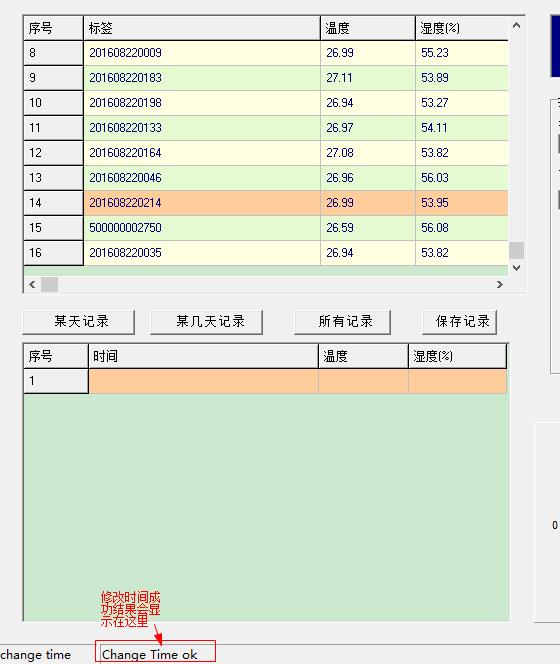 序号 标签 温度 湿度(%)
8 201608220009 26.99 55.23
9 201608220183 27.11 53.89
10 201608220198 26.94 53.27
11 201608220133 26.97 54.11
12 201608220164 27.08 53.82
13 201608220046 26.96 56.03
14 201608220214 26.99 53.95
15 500000002750 26.59 56.08
16 201608220035 26.94 53.82
某天记录 某几天记录 所有记录 保存记录
序号 时间 温度 湿度(%)
1
0
修改时间成
功结果会显
示在这里
change time Change Time ok